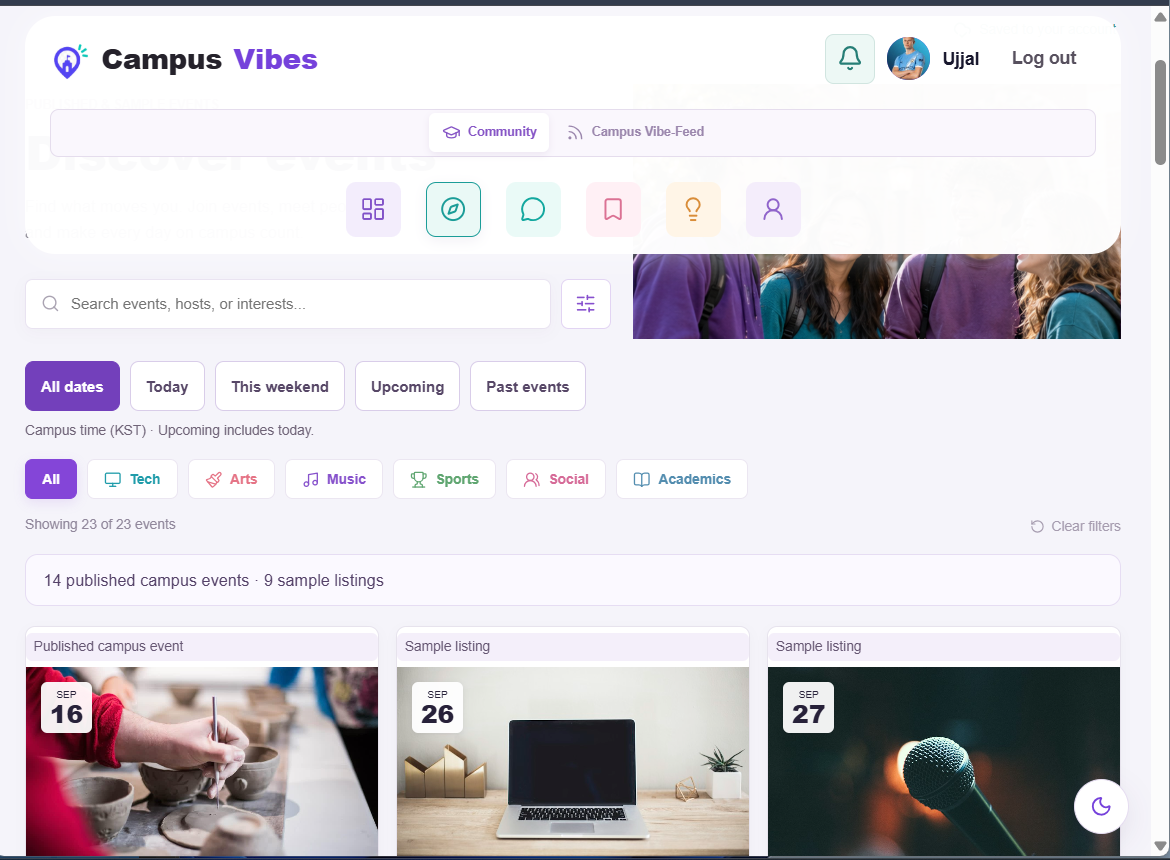 Campus Vibes
Ujjal
Log out
Community
Campus Vibe-Feed
Discover events
Search events, hosts, or interests...
All dates
Today
This weekend
Upcoming
Past events
Campus time (KST) · Upcoming includes today.
All
Tech
Arts
Music
Sports
Social
Academics
Showing 23 of 23 events
Clear filters
14 published campus events · 9 sample listings
Published campus event
Sample listing
Sample listing
SEP
16
SEP
26
SEP
27